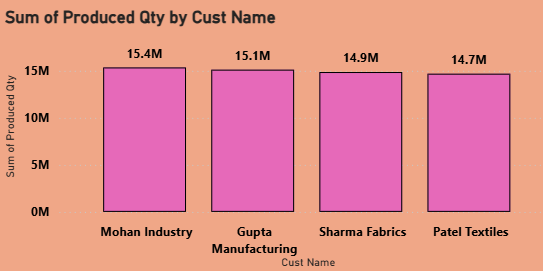 Sum of Produced Qty by Cust Name
Sum of Produced Qty
15M
10M
5M
0M
15.4M
15.1M
14.9M
14.7M
Mohan Industry
Gupta
Manufacturing
Sharma Fabrics
Patel Textiles
Cust Name